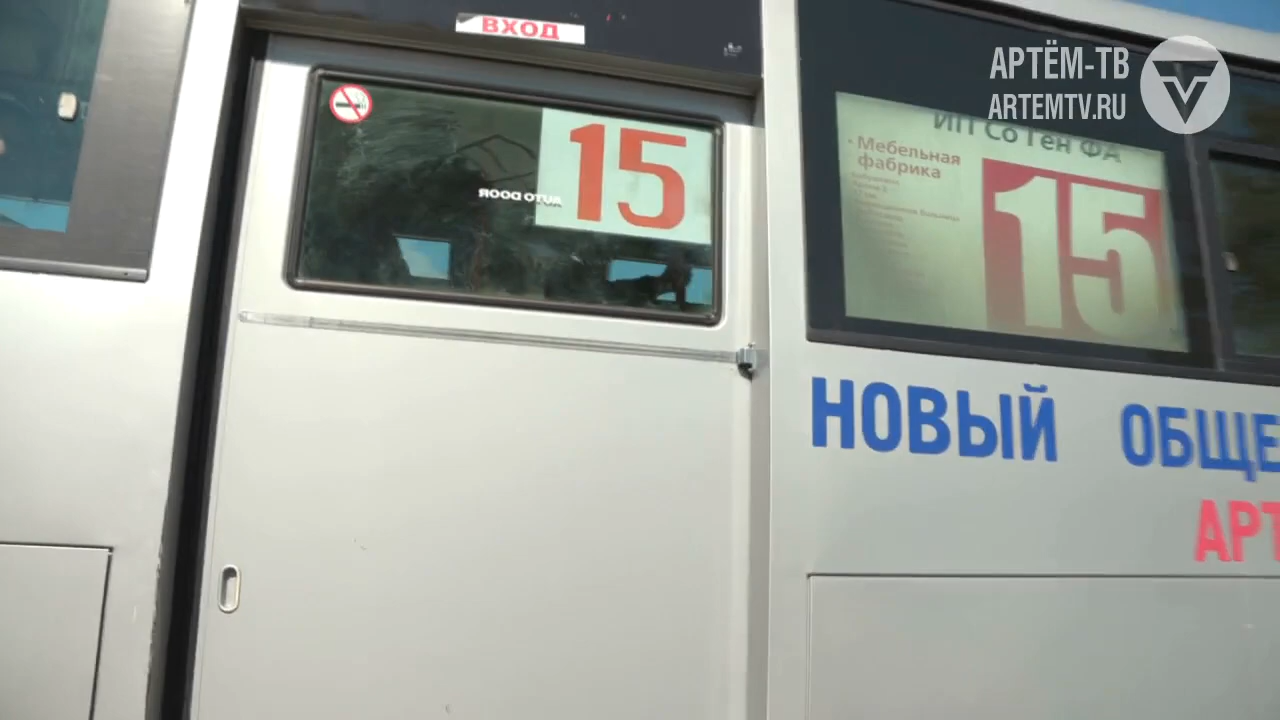 ВХОД
АРТЁМ-ТВ
ARTEMTV.RU
15
AUTO DOOR
ИП Со Ген ФА
• Мебельная
фабрика
15
НОВЫЙ ОБЩЕ
АРТ